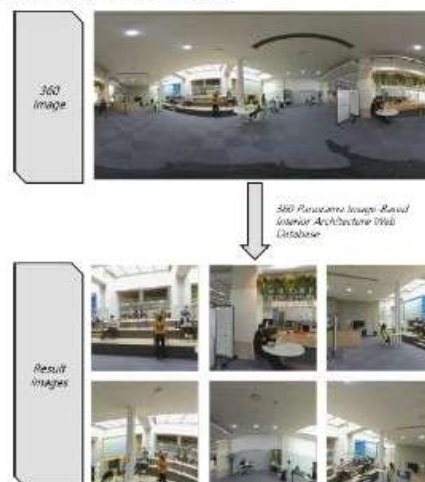 360
Image
360 Panorama Image-Based
Interior Architecture Web
Database
Result
images